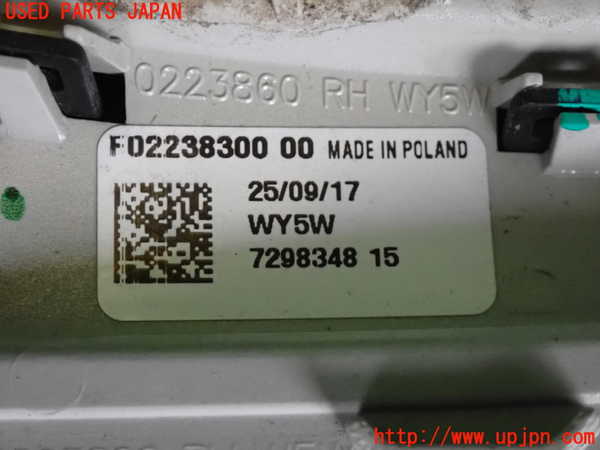 USED PARTS JAPAN
0223860 RH WY5W
F02238300 00 MADE IN POLAND
25/09/17
WY5W
7298348 15
http://www.upjpn.com/